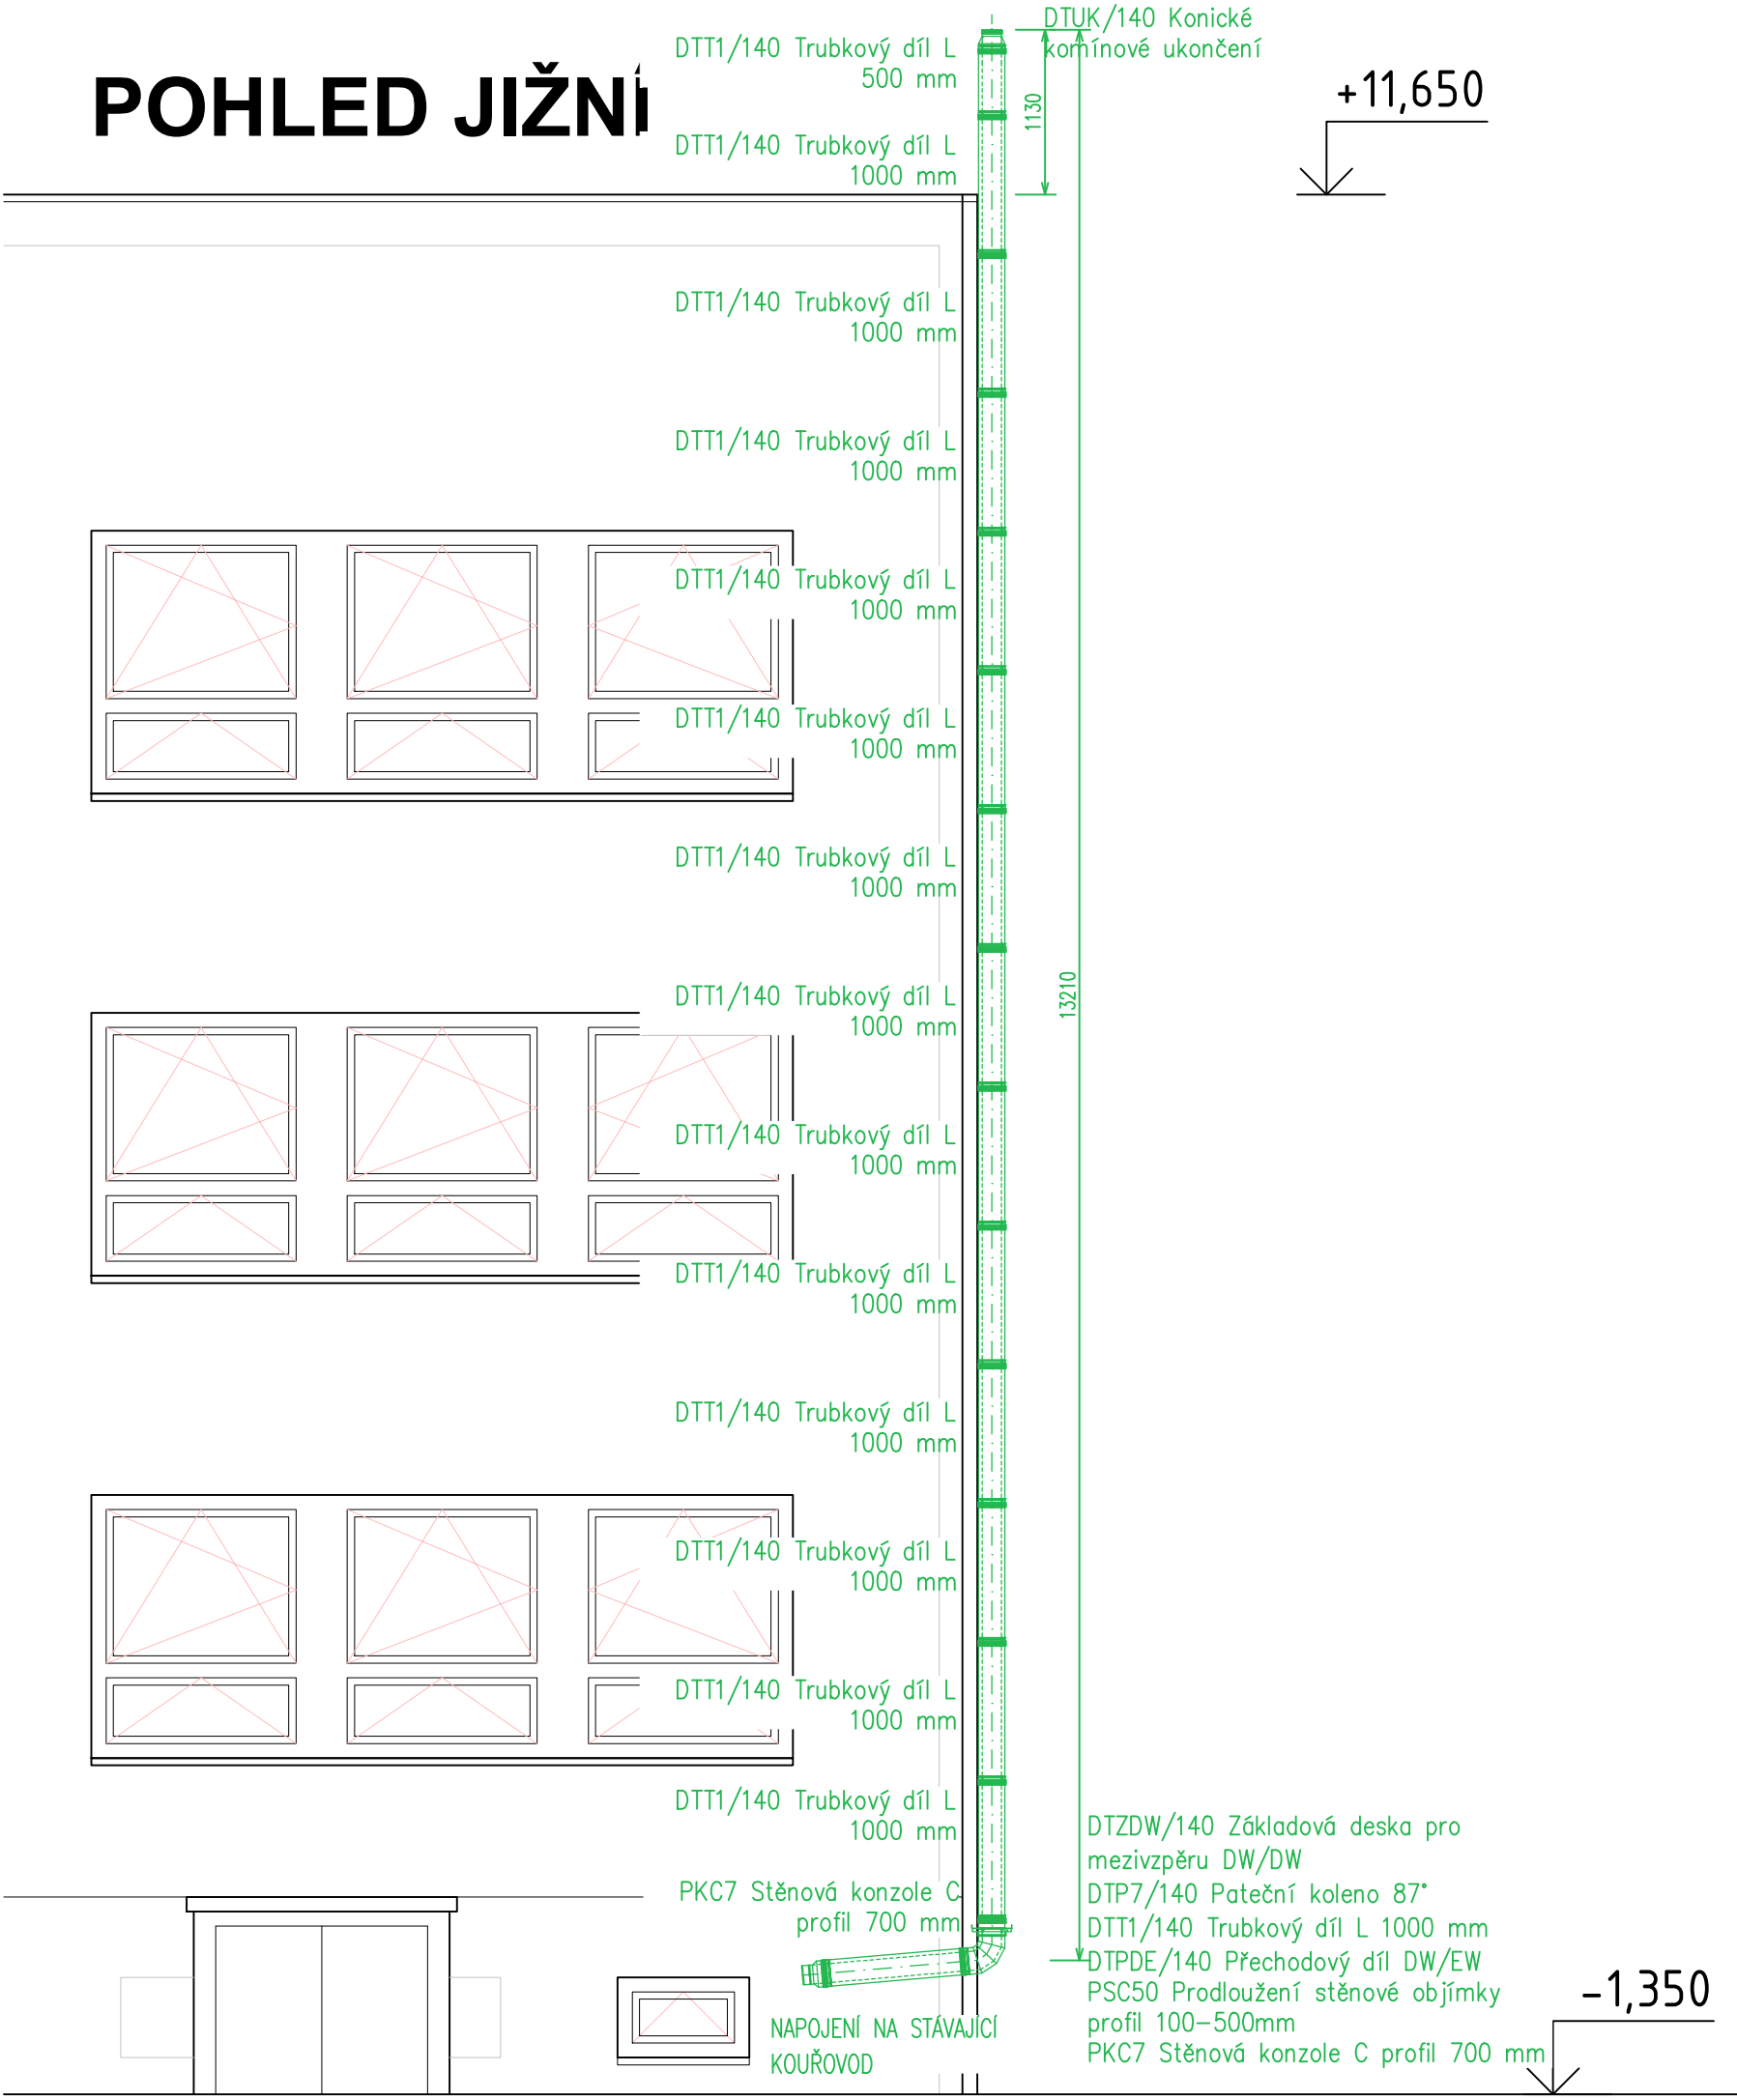 POHLED JIŽNÍ
DTT1/140 Trubkový díl L
500 mm
DTUK/140 Konické
komínové ukončení
1130
+11,650
DTT1/140 Trubkový díl L
1000 mm
DTT1/140 Trubkový díl L
1000 mm
DTT1/140 Trubkový díl L
1000 mm
DTT1/140 Trubkový díl L
1000 mm
DTT1/140 Trubkový díl L
1000 mm
DTT1/140 Trubkový díl L
1000 mm
DTT1/140 Trubkový díl L
1000 mm
13210
DTT1/140 Trubkový díl L
1000 mm
DTT1/140 Trubkový díl L
1000 mm
DTT1/140 Trubkový díl L
1000 mm
DTT1/140 Trubkový díl L
1000 mm
DTT1/140 Trubkový díl L
1000 mm
DTT1/140 Trubkový díl L
1000 mm
PKC7 Stěnová konzole C
profil 700 mm
DTZDW/140 Základová deska pro
mezivzpěru DW/DW
DTP7/140 Pateční koleno 87°
DTT1/140 Trubkový díl L 1000 mm
DTPDE/140 Přechodový díl DW/EW
PSC50 Prodloužení stěnové objímky
profil 100-500mm
PKC7 Stěnová konzole C profil 700 mm
NAPOJENÍ NA STÁVAJÍCÍ
KOUŘOVOD
-1,350